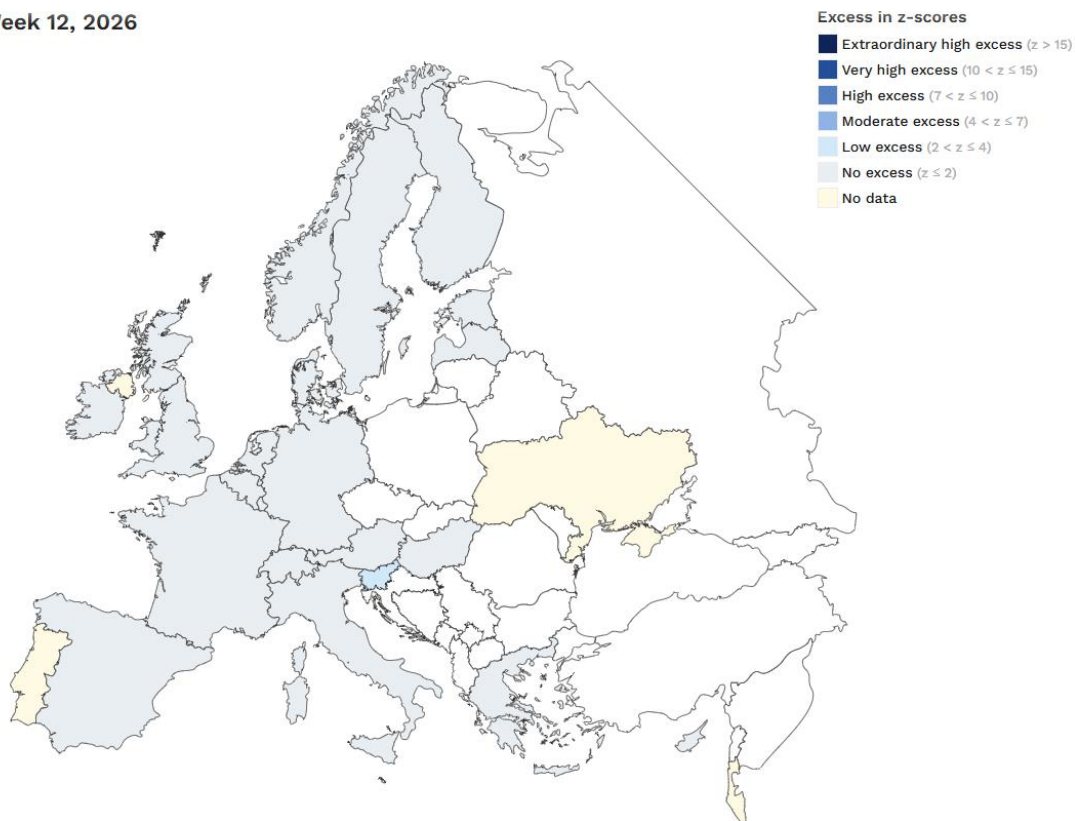 eek 12, 2026
Excess in z-scores
Extraordinary high excess (z > 15)
Very high excess (10 < z ≤ 15)
High excess (7 < z ≤ 10)
Moderate excess (4 < z ≤ 7)
Low excess (2 < z ≤ 4)
No excess (z ≤ 2)
No data